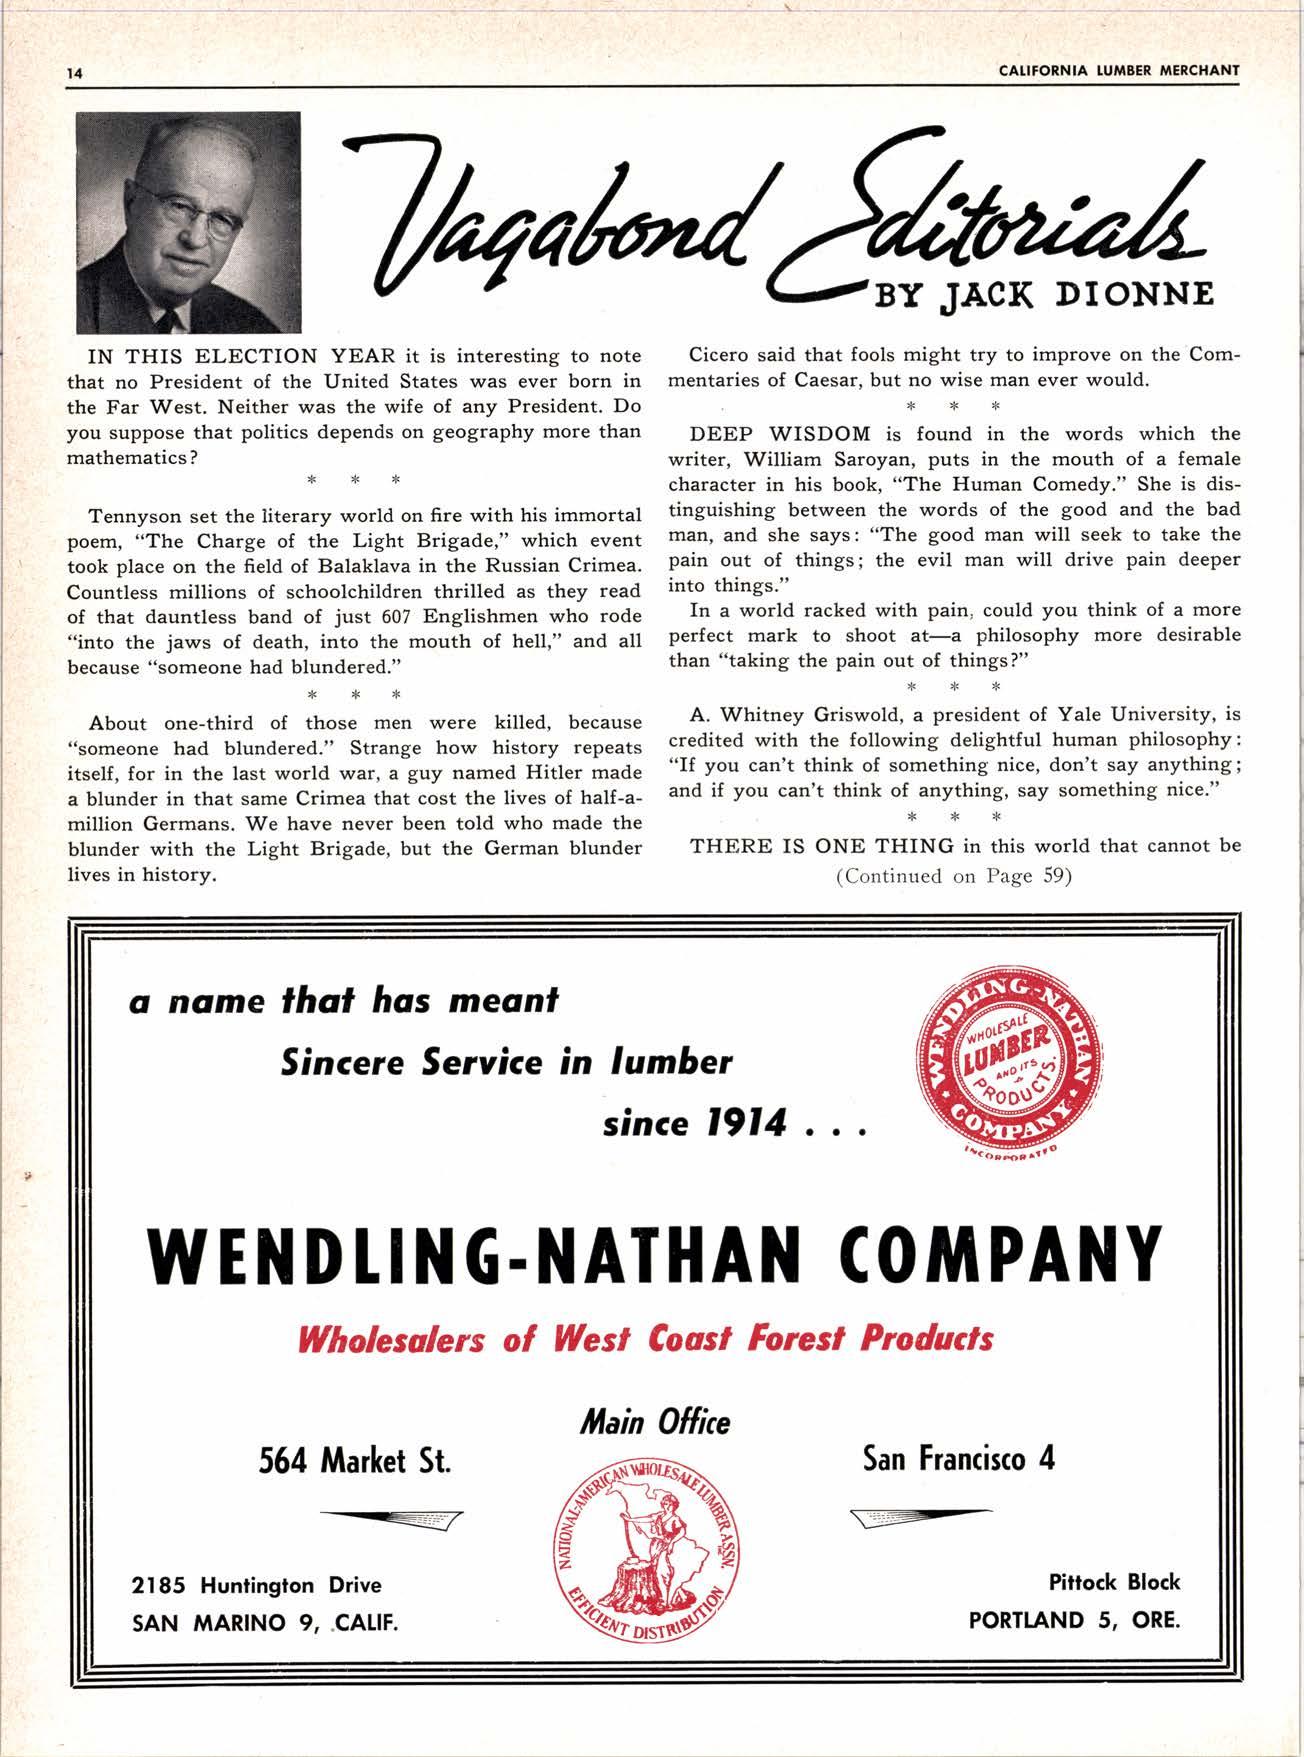 14
CALIFORNIA LUMBER MERCHANT
Vagabond Editorials
BY JACK DIONNE
IN THIS ELECTION YEAR it is interesting to note
that no President of the United States was ever born in
the Far West. Neither was the wife of any President. Do
you suppose that politics depends on geography more than
mathematics?
* * *
Tennyson set the literary world on fire with his immortal
poem, “The Charge of the Light Brigade,” which event
took place on the field of Balaklava in the Russian Crimea.
Countless millions of schoolchildren thrilled as they read
of that dauntless band of just 607 Englishmen who rode
“into the jaws of death, into the mouth of hell,” and all
because “someone had blundered.”
* * *
About one-third of those men were killed, because
“someone had blundered.” Strange how history repeats
itself, for in the last world war, a guy named Hitler made
a blunder in that same Crimea that cost the lives of half-a-
million Germans. We have never been told who made the
blunder with the Light Brigade, but the German blunder
lives in history.
Cicero said that fools might try to improve on the Com-
mentaries of Caesar, but no wise man ever would.
* * *
DEEP WISDOM is found in the words which the
writer, William Saroyan, puts in the mouth of a female
character in his book, “The Human Comedy.” She is dis-
tinguishing between the words of the good and the bad
man, and she says: “The good man will seek to take the
pain out of things; the evil man will drive pain deeper
into things.”
In a world racked with pain, could you think of a more
perfect mark to shoot at—a philosophy more desirable
than “taking the pain out of things?”
* * *
A. Whitney Griswold, a president of Yale University, is
credited with the following delightful human philosophy:
“If you can’t think of something nice, don’t say anything;
and if you can’t think of anything, say something nice.”
* * *
THERE IS ONE THING in this world that cannot be
(Continued on Page 59)
a name that has meant
Sincere Service in lumber
since 1914 . . .
WENDLING-NATHAN
COMPANY
WHOLESALE
LUMBER
AND ITS
PRODUCTS.
INCORPORATED
WENDLING-NATHAN COMPANY
Wholesalers of West Coast Forest Products
Main Office
564 Market St.
San Francisco 4
NATIONAL-AMERICAN WHOLESALE LUMBER ASSN. INC.
EFFICIENT DISTRIBUTION
2185 Huntington Drive
SAN MARINO 9, CALIF.
Pittock Block
PORTLAND 5, ORE.